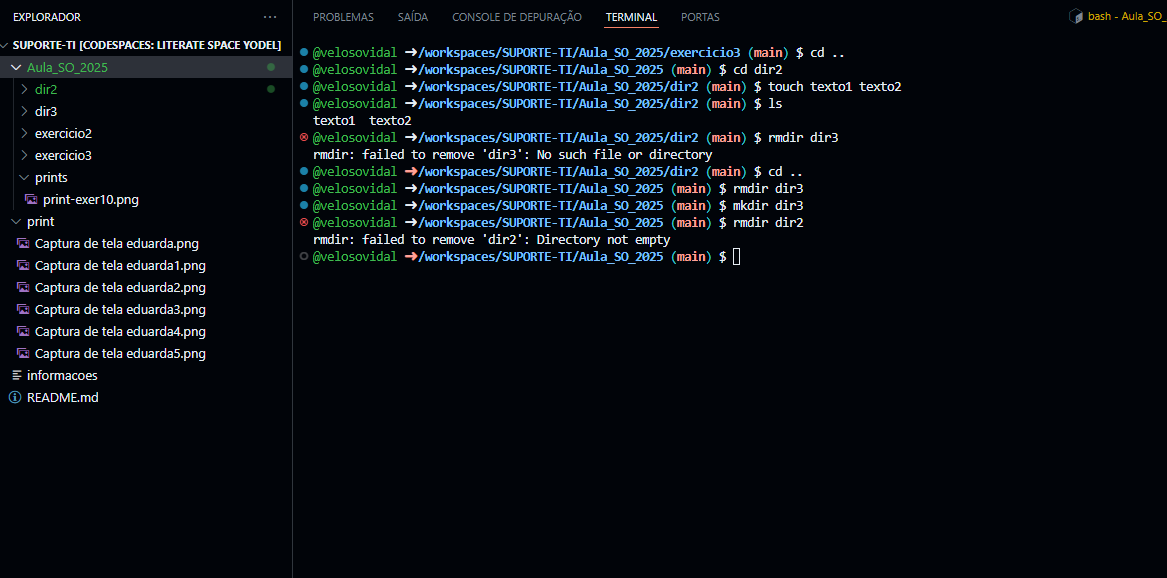 EXPLORADOR
SUPORTE-TI [CODESPACES: LITERATE SPACE YODEL]
Aula_SO_2025
dir2
dir3
exercicio2
exercicio3
prints
print-exer10.png
print
Captura de tela eduarda.png
Captura de tela eduarda1.png
Captura de tela eduarda2.png
Captura de tela eduarda3.png
Captura de tela eduarda4.png
Captura de tela eduarda5.png
informacoes
README.md
PROBLEMAS SAÍDA CONSOLE DE DEPURAÇÃO TERMINAL PORTAS
bash - Aula_SO_
@velosovidal ➜/workspaces/SUPORTE-TI/Aula_SO_2025/exercicio3 (main) $ cd ..
@velosovidal ➜/workspaces/SUPORTE-TI/Aula_SO_2025 (main) $ cd dir2
@velosovidal ➜/workspaces/SUPORTE-TI/Aula_SO_2025/dir2 (main) $ touch texto1 texto2
@velosovidal ➜/workspaces/SUPORTE-TI/Aula_SO_2025/dir2 (main) $ ls
texto1  texto2
@velosovidal ➜/workspaces/SUPORTE-TI/Aula_SO_2025/dir2 (main) $ rmdir dir3
rmdir: failed to remove 'dir3': No such file or directory
@velosovidal ➜/workspaces/SUPORTE-TI/Aula_SO_2025/dir2 (main) $ cd ..
@velosovidal ➜/workspaces/SUPORTE-TI/Aula_SO_2025 (main) $ rmdir dir3
@velosovidal ➜/workspaces/SUPORTE-TI/Aula_SO_2025 (main) $ mkdir dir3
@velosovidal ➜/workspaces/SUPORTE-TI/Aula_SO_2025 (main) $ rmdir dir2
rmdir: failed to remove 'dir2': Directory not empty
@velosovidal ➜/workspaces/SUPORTE-TI/Aula_SO_2025 (main) $